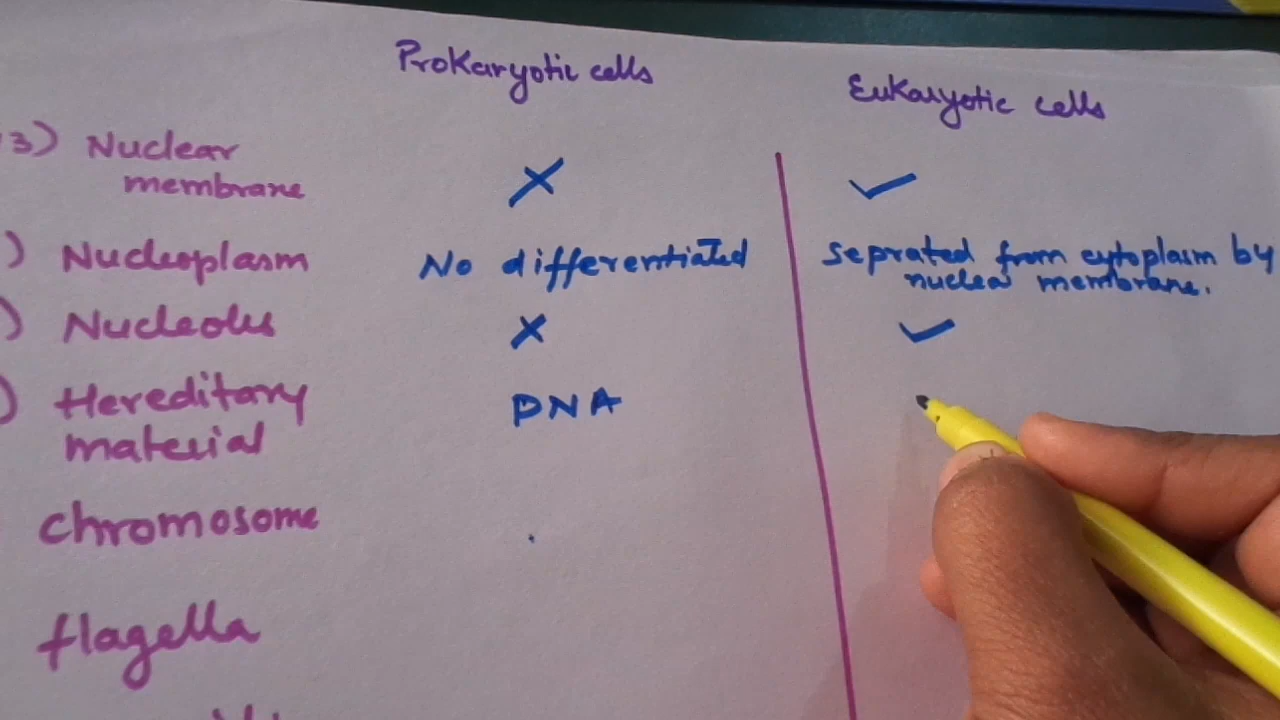 Prokaryotic cells
Eukaryotic cells
3) Nuclear
membrane
X ✓
) Nucleoplasm No differentiated Seprated from cytoplasm by
nuclear membrane.
) Nucleolus X ✓
) Hereditary DNA
material
chromosome
flagella